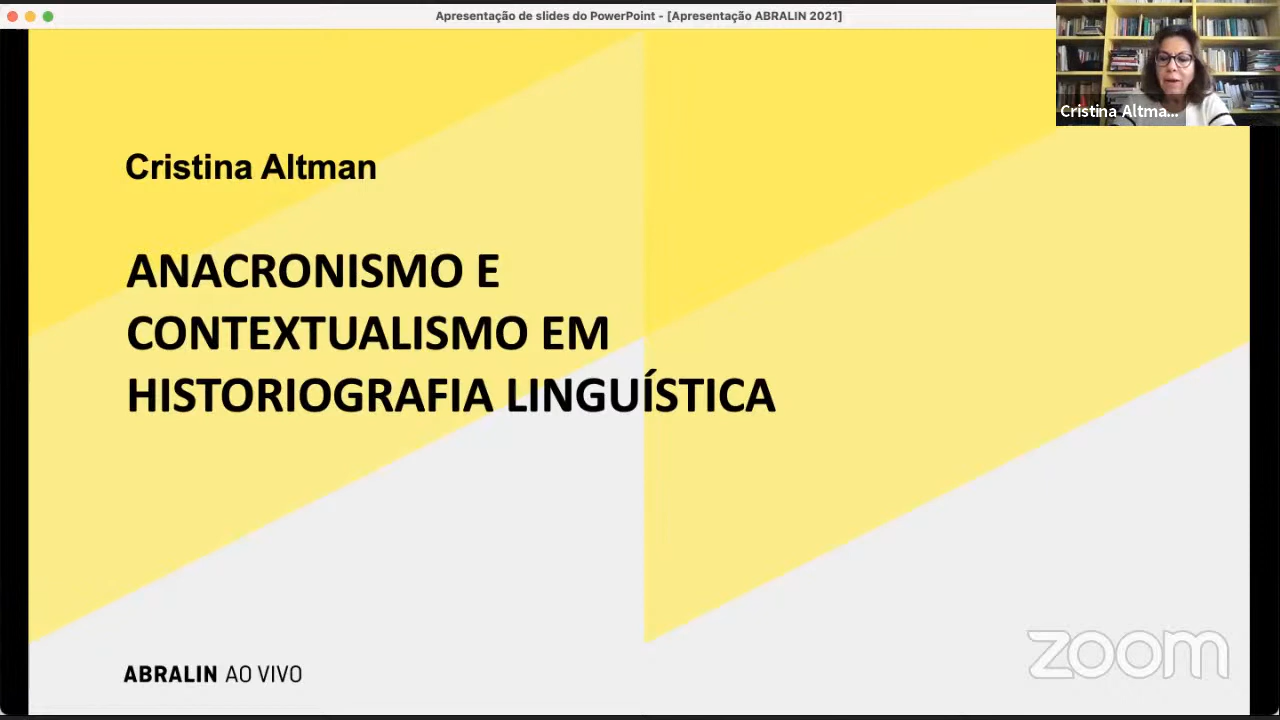 Apresentação de slides do PowerPoint - [Apresentação ABRALIN 2021]
Cristina Altma...
Cristina Altman
ANACRONISMO E
CONTEXTUALISMO EM
HISTORIOGRAFIA LINGUÍSTICA
ABRALIN AO VIVO
zoom